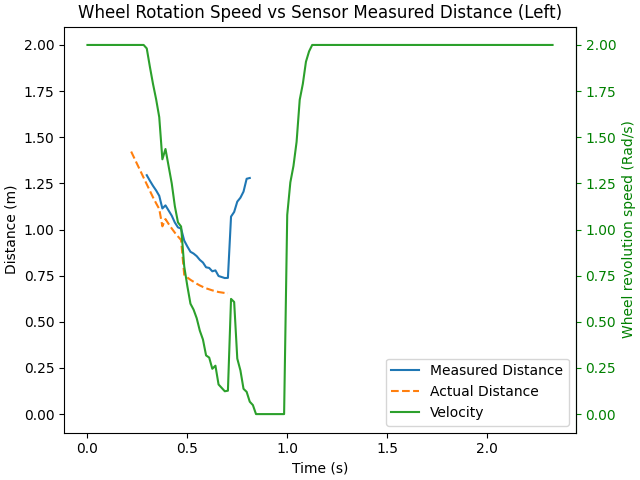 Wheel Rotation Speed vs Sensor Measured Distance (Left)
2.00
1.75
1.50
1.25
1.00
0.75
0.50
0.25
0.00
Distance (m)
2.00
1.75
1.50
1.25
1.00
0.75
0.50
0.25
0.00
Wheel revolution speed (Rad/s)
Measured Distance
Actual Distance
Velocity
0.0 0.5 1.0 1.5 2.0
Time (s)